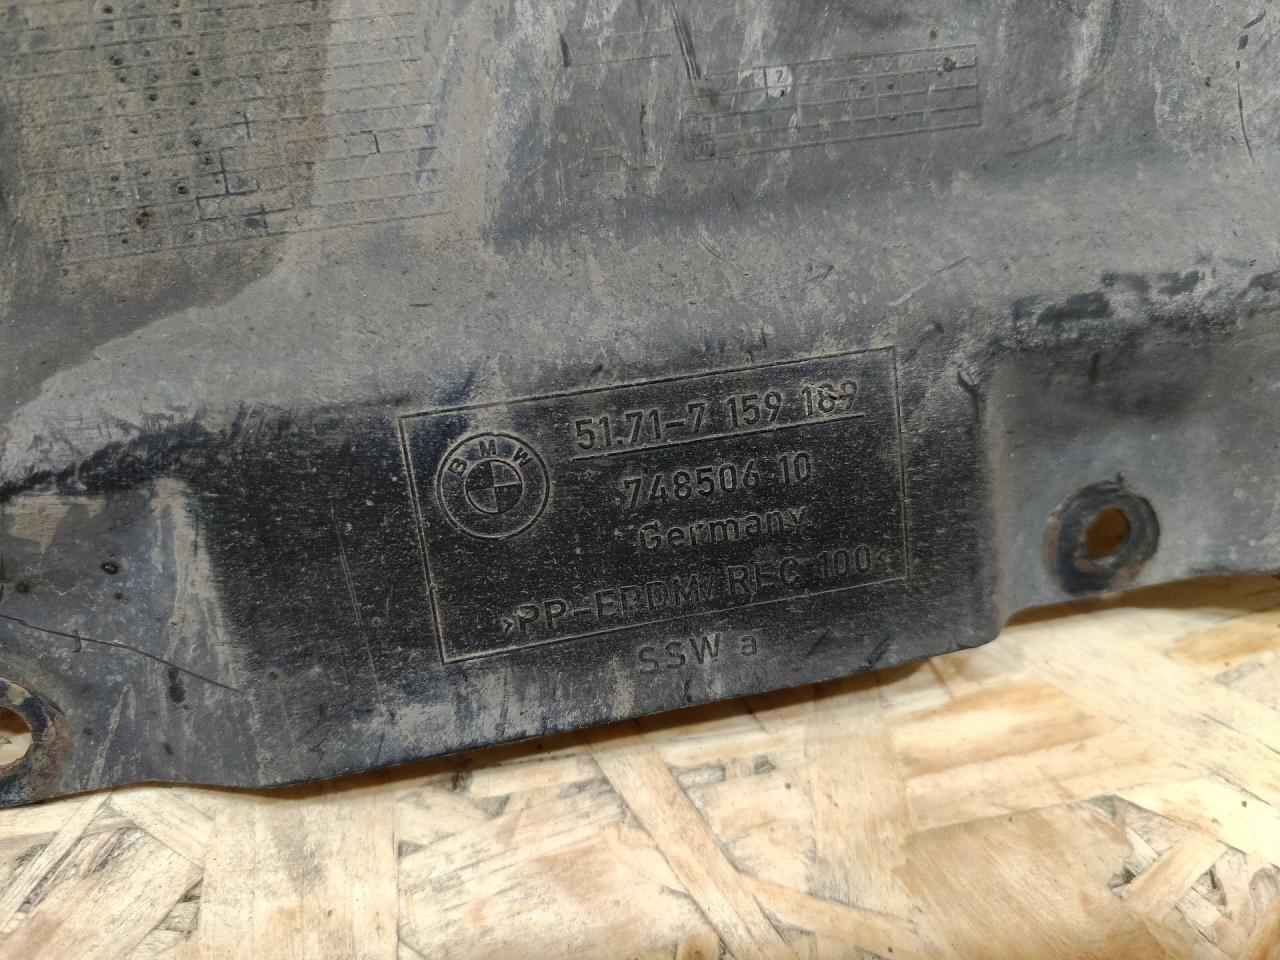 BMW
51.71-7 159 189
748506 10
Germany
>PP-EPDM/REC 100<
SSW a